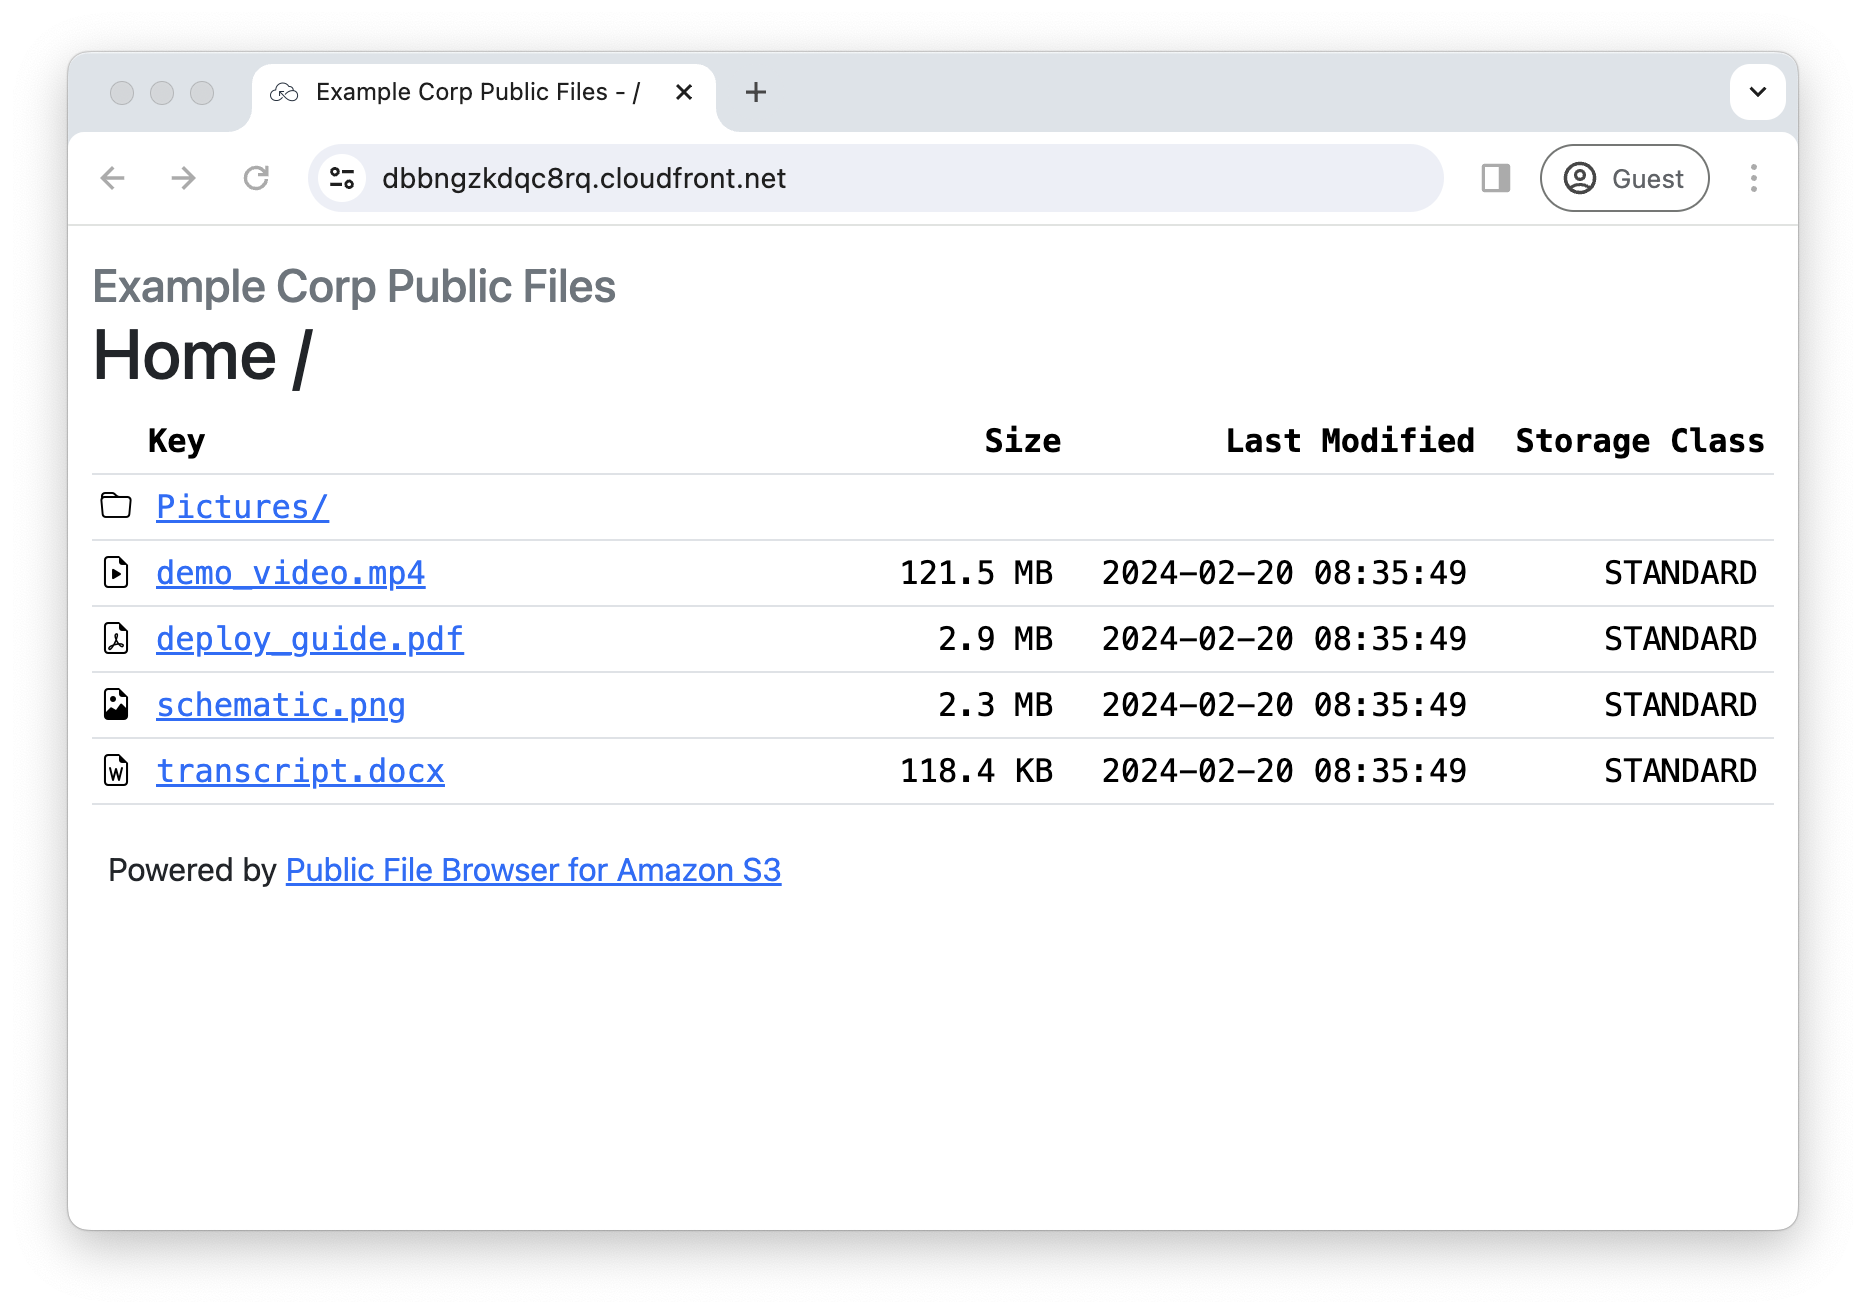 Example Corp Public Files - /
dbbngzkdqc8rq.cloudfront.net
Guest
Example Corp Public Files
Home /
Key Size Last Modified Storage Class
Pictures/
demo_video.mp4 121.5 MB 2024-02-20 08:35:49 STANDARD
deploy_guide.pdf 2.9 MB 2024-02-20 08:35:49 STANDARD
schematic.png 2.3 MB 2024-02-20 08:35:49 STANDARD
W transcript.docx 118.4 KB 2024-02-20 08:35:49 STANDARD
Powered by Public File Browser for Amazon S3